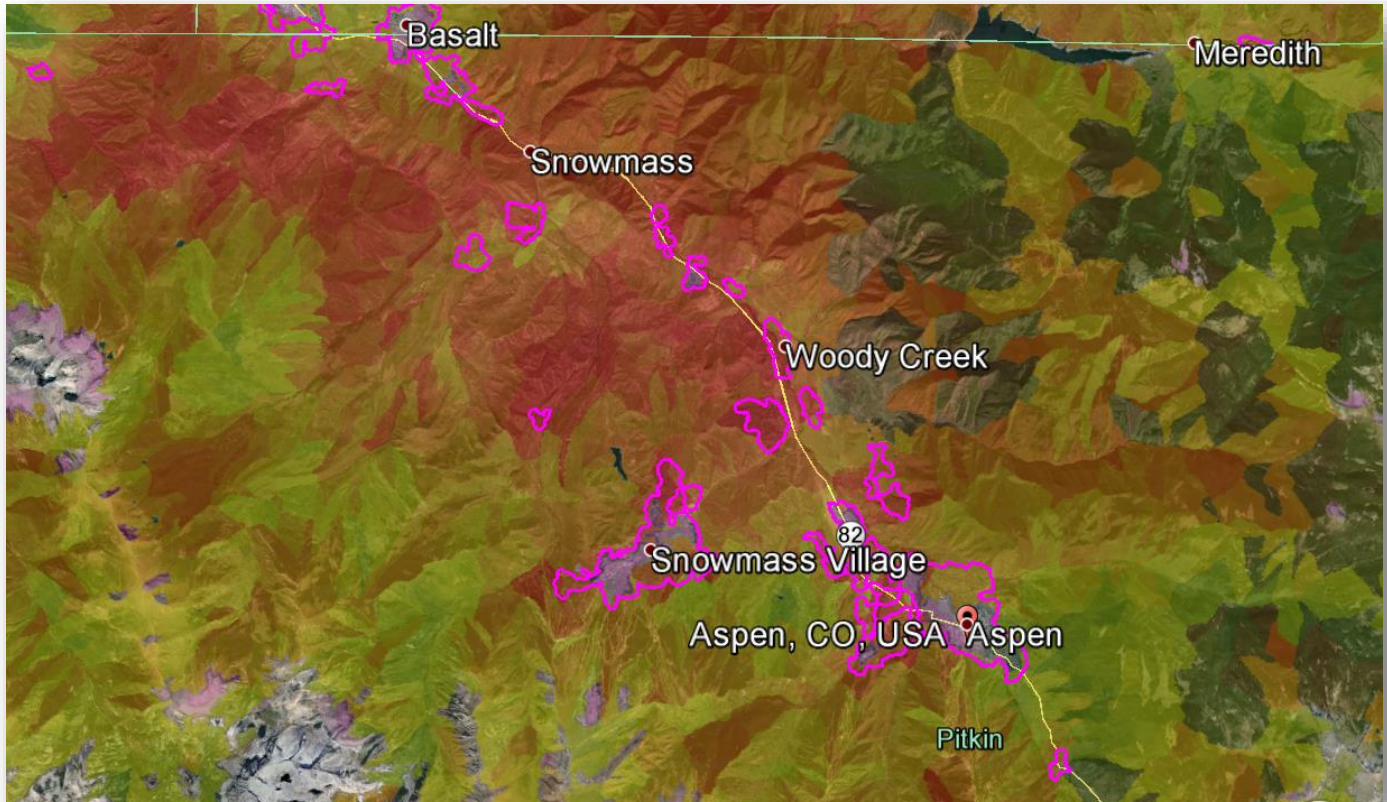 Basalt
Meredith
Snowmass
Woody Creek
82
Snowmass Village
Aspen, CO, USA
Aspen
Pitkin